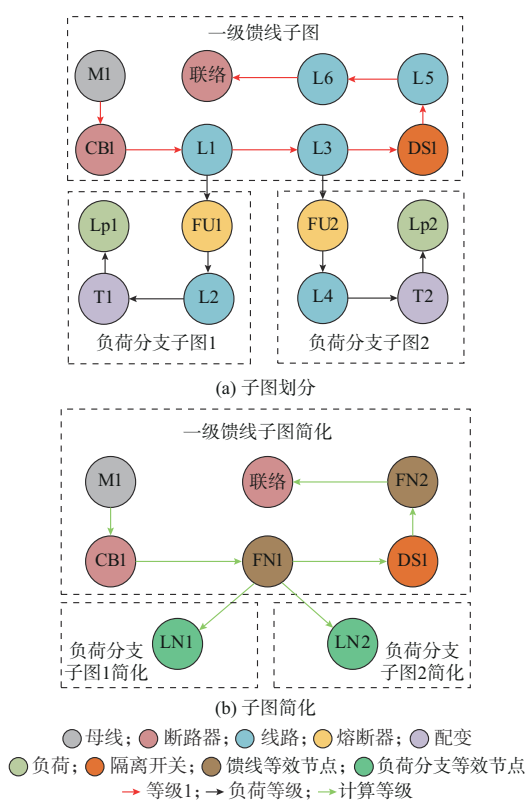 一级馈线子图
M1
联络
L6
L5
CB1
L1
L3
DS1
Lp1
FU1
FU2
Lp2
T1
L2
L4
T2
负荷分支子图1
负荷分支子图2
(a) 子图划分
一级馈线子图简化
M1
联络
FN2
CB1
FN1
DS1
负荷分支
子图1简化
LN1
LN2
负荷分支
子图2简化
(b) 子图简化
母线; 断路器; 线路; 熔断器; 配变
负荷; 隔离开关; 馈线等效节点; 负荷分支等效节点
等级1; 负荷等级; 计算等级